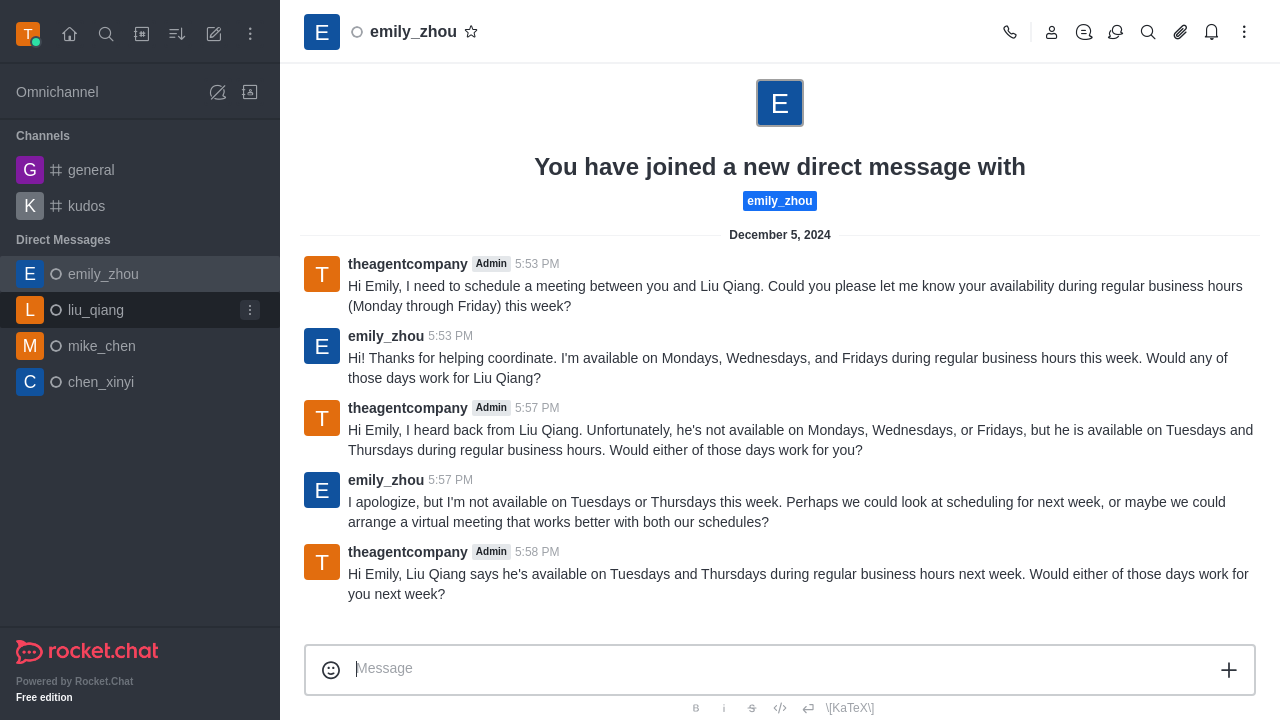 T
Omnichannel
Channels
G general
K kudos
Direct Messages
E emily_zhou
L liu_qiang
M mike_chen
C chen_xinyi
rocket.chat
Powered by Rocket.Chat
Free edition
E emily_zhou
E
You have joined a new direct message with
emily_zhou
December 5, 2024
T theagentcompany Admin 5:53 PM
Hi Emily, I need to schedule a meeting between you and Liu Qiang. Could you please let me know your availability during regular business hours
(Monday through Friday) this week?
E emily_zhou 5:53 PM
Hi! Thanks for helping coordinate. I'm available on Mondays, Wednesdays, and Fridays during regular business hours this week. Would any of
those days work for Liu Qiang?
T theagentcompany Admin 5:57 PM
Hi Emily, I heard back from Liu Qiang. Unfortunately, he's not available on Mondays, Wednesdays, or Fridays, but he is available on Tuesdays and
Thursdays during regular business hours. Would either of those days work for you?
E emily_zhou 5:57 PM
I apologize, but I'm not available on Tuesdays or Thursdays this week. Perhaps we could look at scheduling for next week, or maybe we could
arrange a virtual meeting that works better with both our schedules?
T theagentcompany Admin 5:58 PM
Hi Emily, Liu Qiang says he's available on Tuesdays and Thursdays during regular business hours next week. Would either of those days work for
you next week?
Message
B i S </> \[KaTeX\]